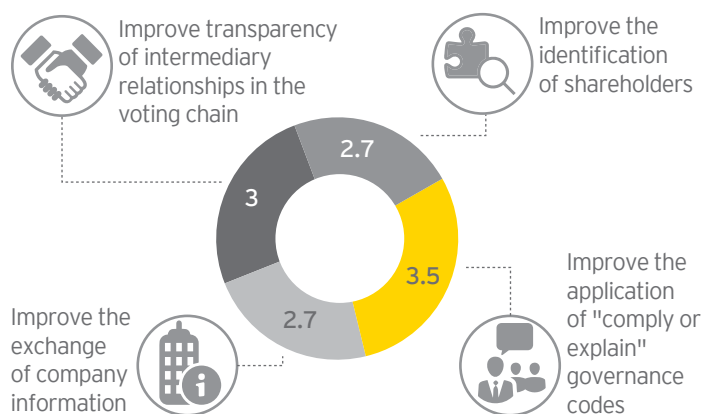 Improve transparency
of intermediary
relationships in the
voting chain
Improve the
identification
of shareholders
2.7
3
3.5
2.7
Improve the
exchange
of company
information
i
Improve the
application
of "comply or
explain"
governance
codes